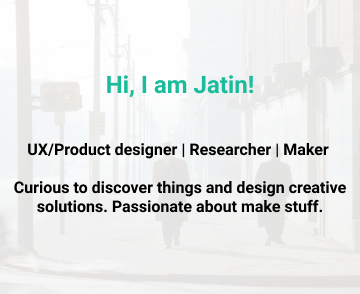 Hi, I am Jatin!
UX/Product designer | Researcher | Maker
Curious to discover things and design creative
solutions. Passionate about make stuff.